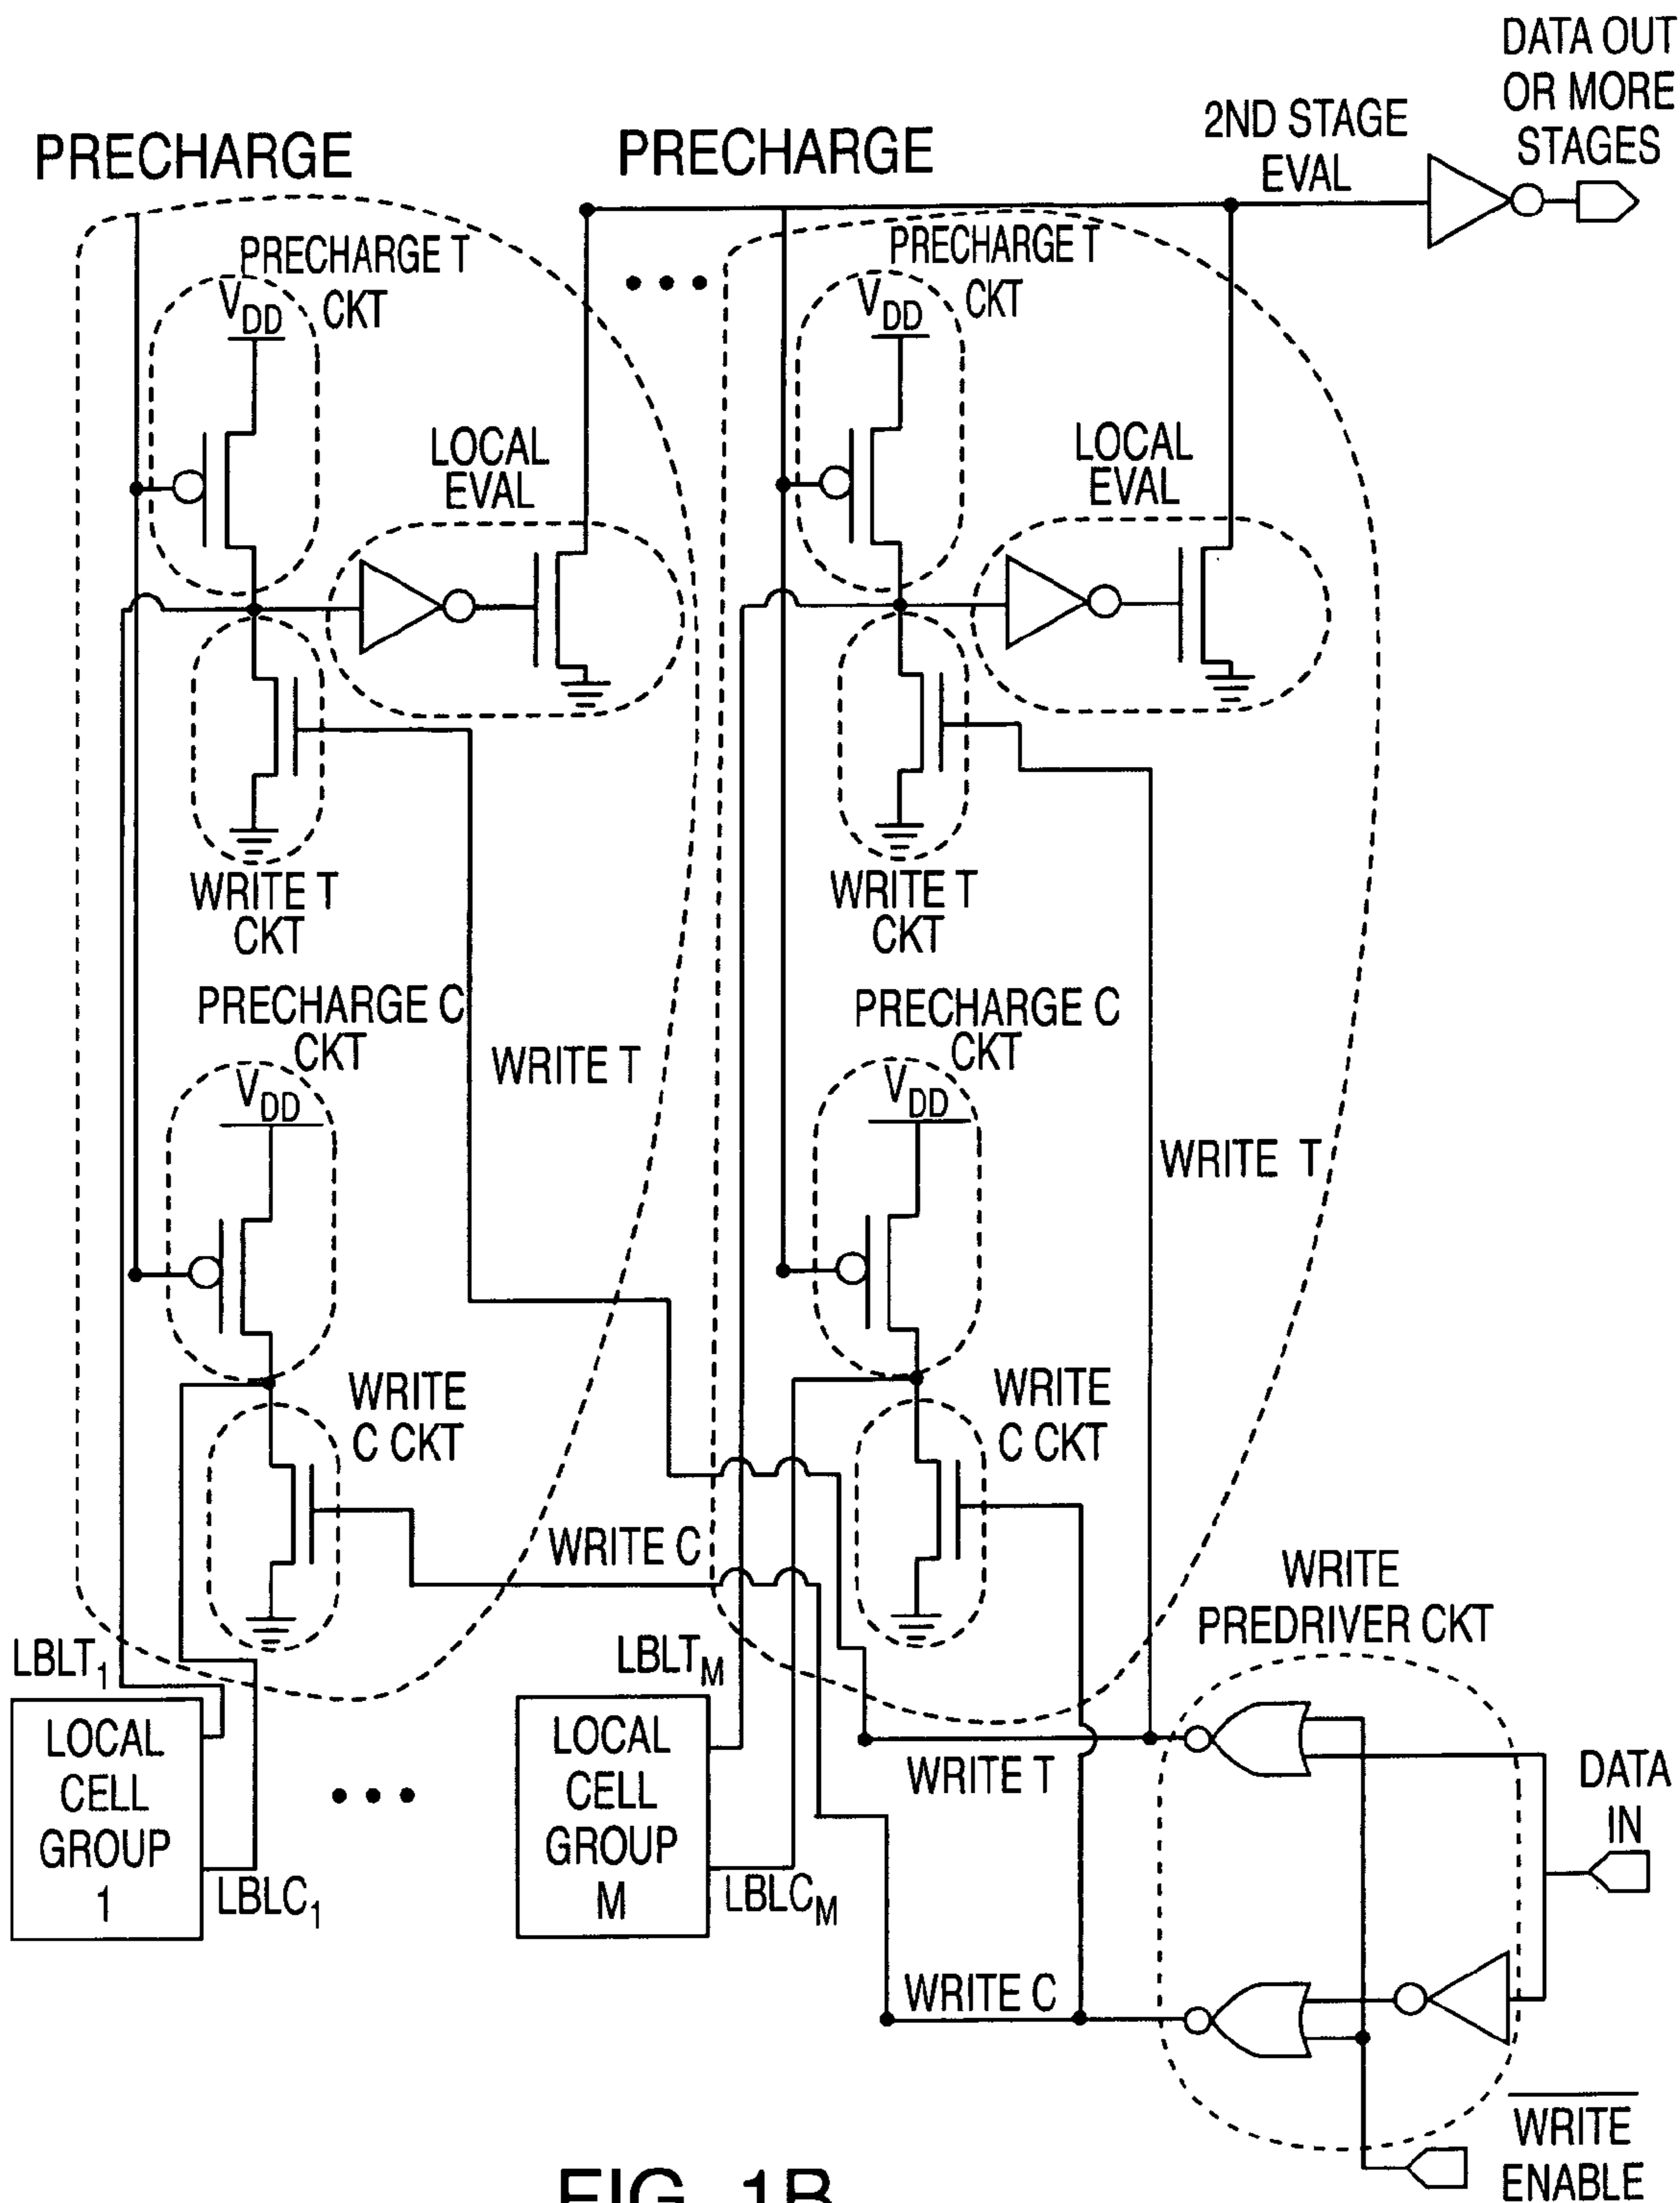 DATA OUT
OR MORE
STAGES
2ND STAGE
EVAL
PRECHARGE
PRECHARGE
PRECHARGE T
CKT
VDD
LOCAL
EVAL
WRITE T
CKT
PRECHARGE C
CKT
VDD
WRITE T
WRITE
C CKT
WRITE C
PRECHARGE T
CKT
VDD
LOCAL
EVAL
WRITE T
CKT
PRECHARGE C
CKT
VDD
WRITE T
WRITE
C CKT
WRITE
PREDRIVER CKT
LBLT1
LOCAL
CELL
GROUP
1
LBLC1
LBLTM
LOCAL
CELL
GROUP
M
LBLCM
WRITE T
WRITE C
DATA
IN
WRITE
ENABLE
FIG. 1B